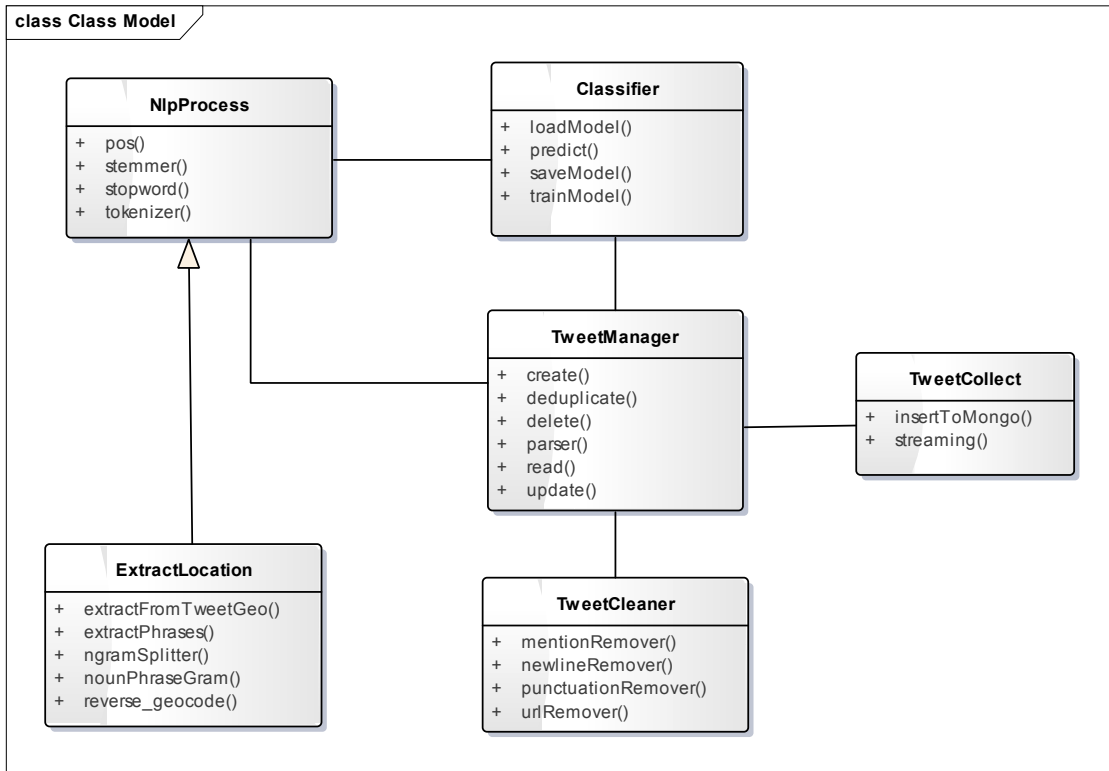 class Class Model
NlpProcess
+ pos()
+ stemmer()
+ stopword()
+ tokenizer()
Classifier
+ loadModel()
+ predict()
+ saveModel()
+ trainModel()
TweetManager
+ create()
+ deduplicate()
+ delete()
+ parser()
+ read()
+ update()
TweetCollect
+ insertToMongo()
+ streaming()
ExtractLocation
+ extractFromTweetGeo()
+ extractPhrases()
+ ngramSplitter()
+ nounPhraseGram()
+ reverse_geocode()
TweetCleaner
+ mentionRemover()
+ newlineRemover()
+ punctuationRemover()
+ urlRemover()